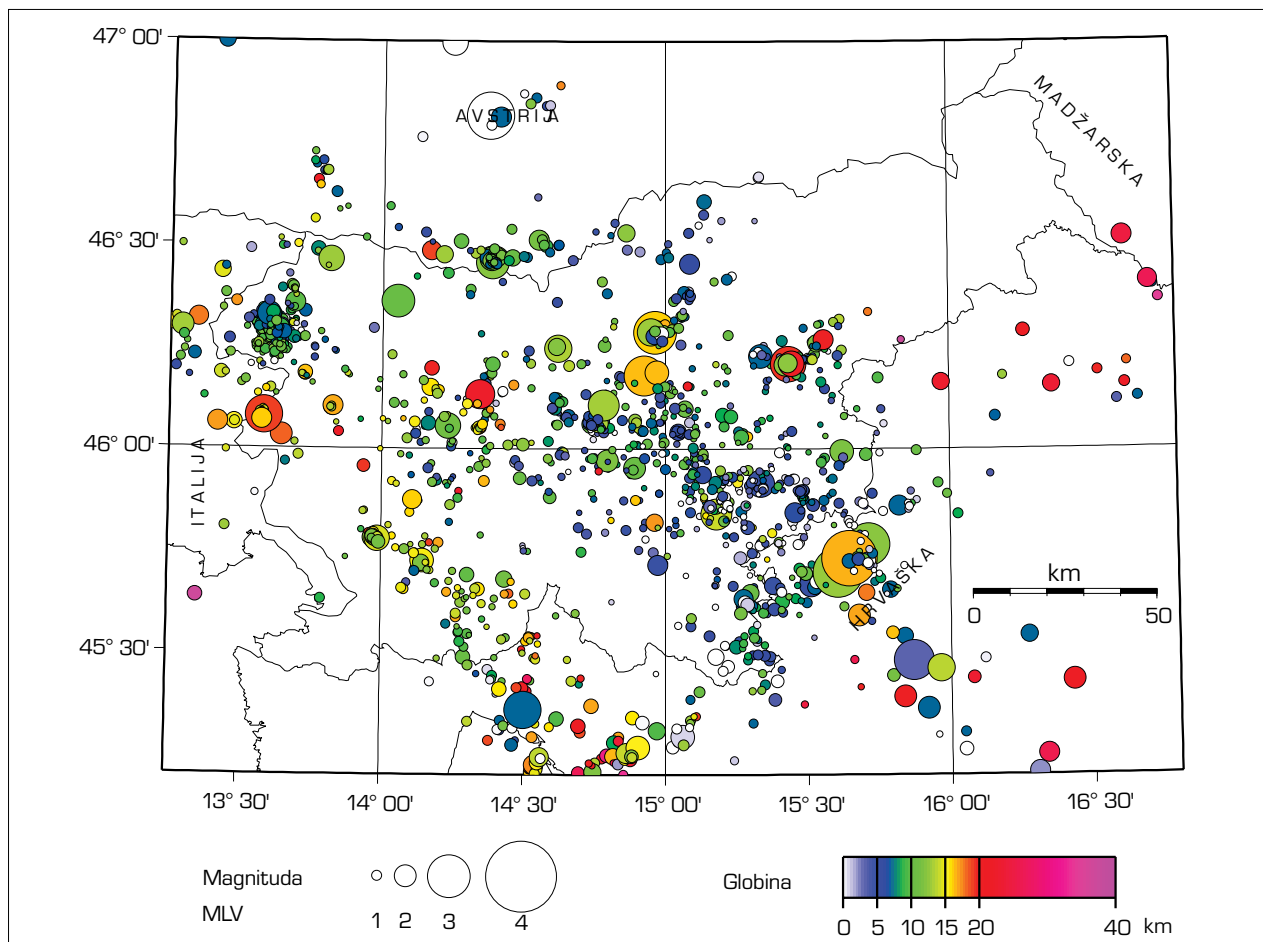 47° 00'
AVSTRIJA
MADŽARSKA
46° 30'
46° 00'
ITALIJA
HRVAŠKA
km
0 50
45° 30'
13° 30' 14° 00' 14° 30' 15° 00' 15° 30' 16° 00' 16° 30'
Magnituda
MLV
1 2 3 4
Globina
0 5 10 15 20 40 km